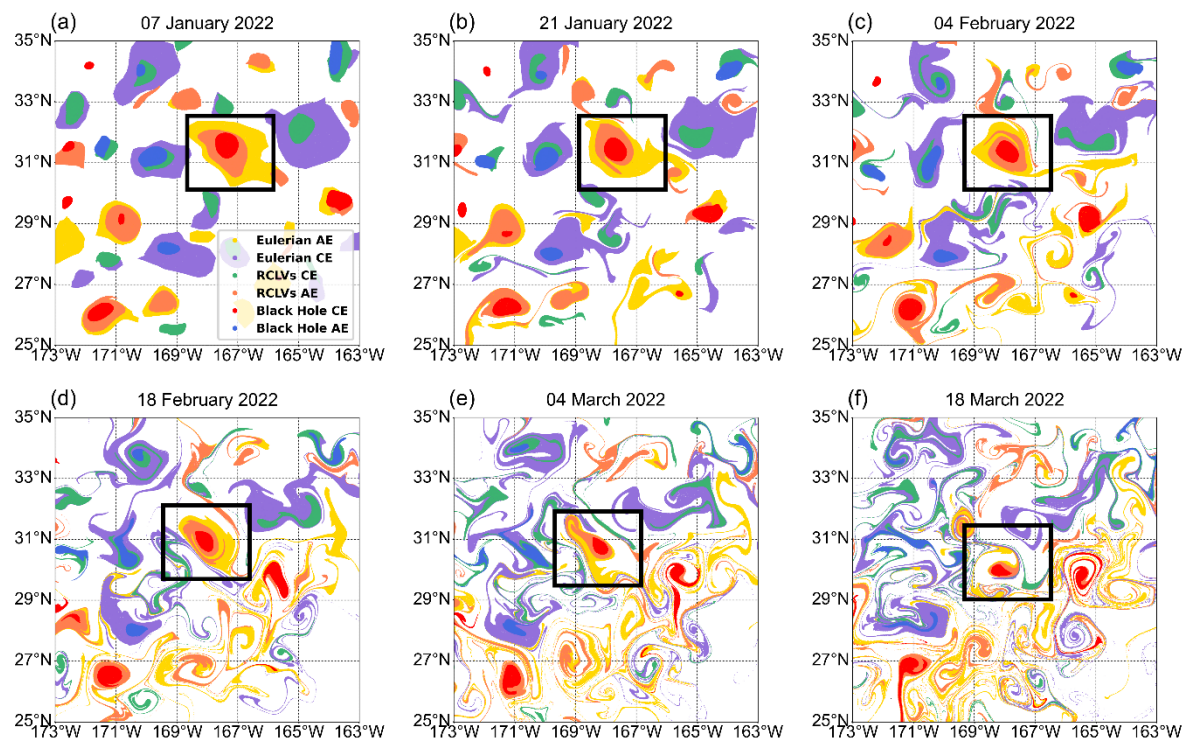 (a) 07 January 2022
(b) 21 January 2022
(c) 04 February 2022
35°N
33°N
31°N
29°N
27°N
25°N
Eulerian AE
Eulerian CE
RCLVs CE
RCLVs AE
Black Hole CE
Black Hole AE
173°W 171°W 169°W 167°W 165°W 163°W
35°N
33°N
31°N
29°N
27°N
25°N
173°W 171°W 169°W 167°W 165°W 163°W
35°N
33°N
31°N
29°N
27°N
25°N
173°W 171°W 169°W 167°W 165°W 163°W
(d) 18 February 2022
(e) 04 March 2022
(f) 18 March 2022
35°N
33°N
31°N
29°N
27°N
25°N
173°W 171°W 169°W 167°W 165°W 163°W
35°N
33°N
31°N
29°N
27°N
25°N
173°W 171°W 169°W 167°W 165°W 163°W
35°N
33°N
31°N
29°N
27°N
25°N
173°W 171°W 169°W 167°W 165°W 163°W